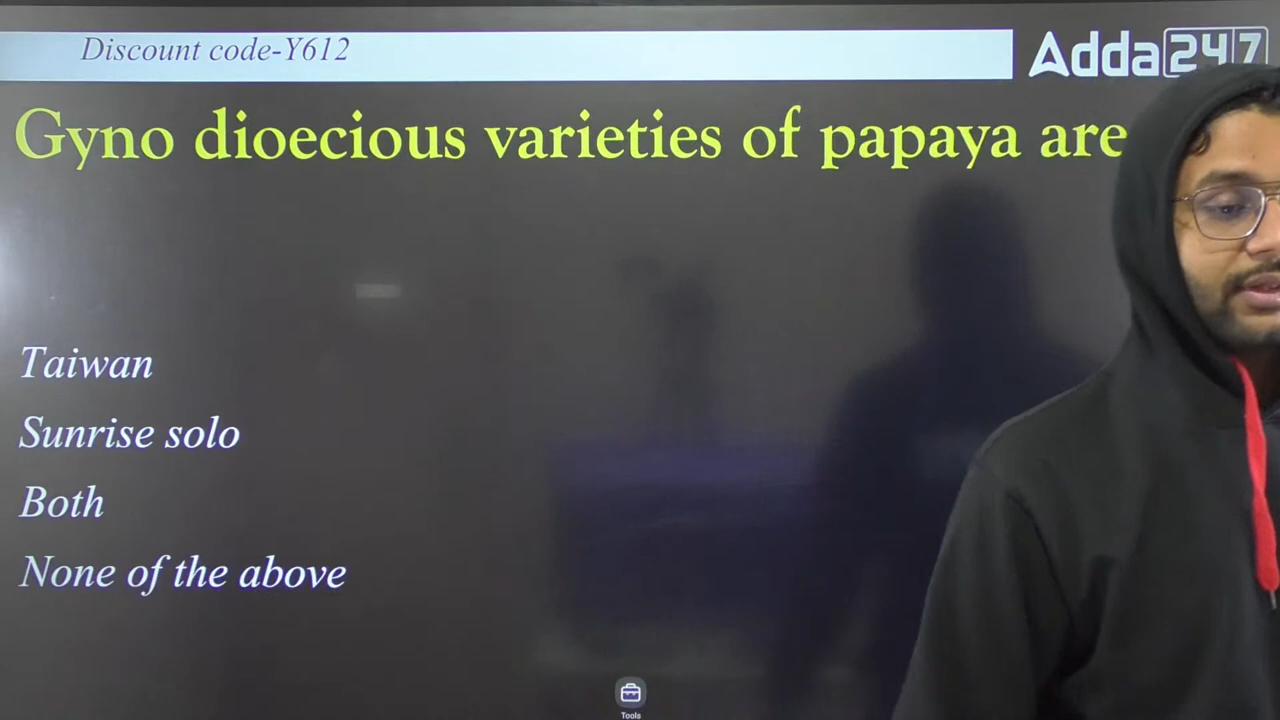 Discount code-Y612
Adda247
Gyno dioecious varieties of papaya are
Taiwan
Sunrise solo
Both
None of the above
Tools